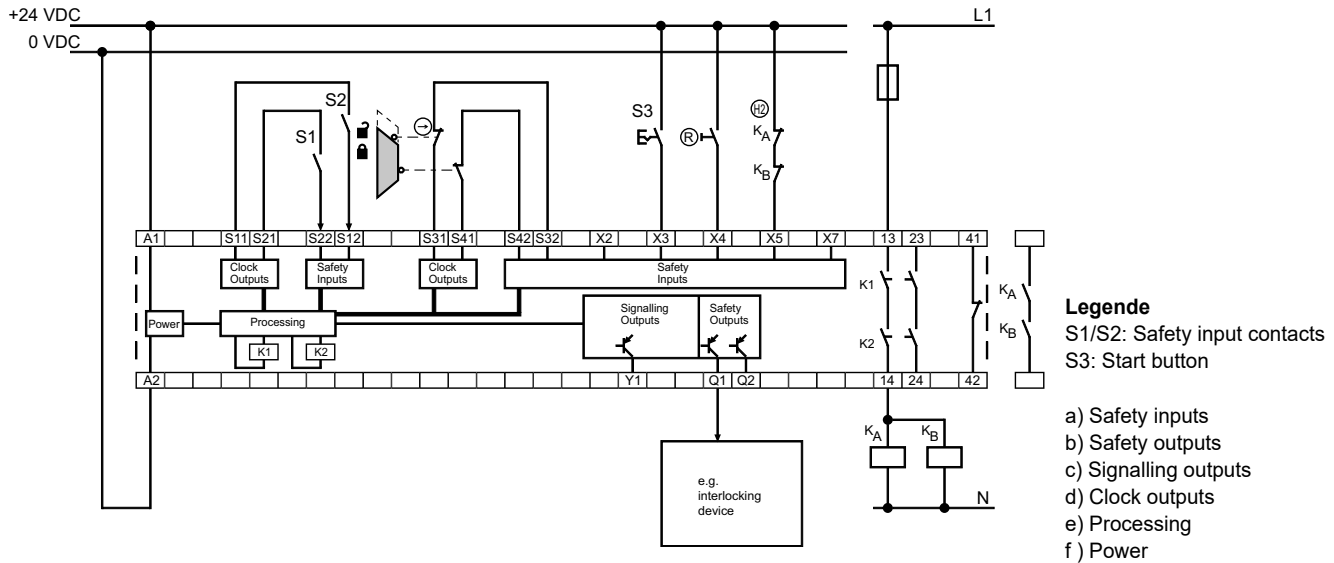 +24 VDC
L1
0 VDC
S2
S3
H2
S1
R
KA
KB
A1 S11 S21 S22 S12 S31 S41 S42 S32 X2 X3 X4 X5 X7 13 23 41
Clock Outputs
Safety Inputs
Clock Outputs
Safety Inputs
K1
KA
KB
Power
Processing
Signalling Outputs
Safety Outputs
K1
K2
K2
A2 Y1 Q1 Q2 14 24 42
KA
KB
e.g.
interlocking
device
N
Legende
S1/S2: Safety input contacts
S3: Start button
a) Safety inputs
b) Safety outputs
c) Signalling outputs
d) Clock outputs
e) Processing
f ) Power